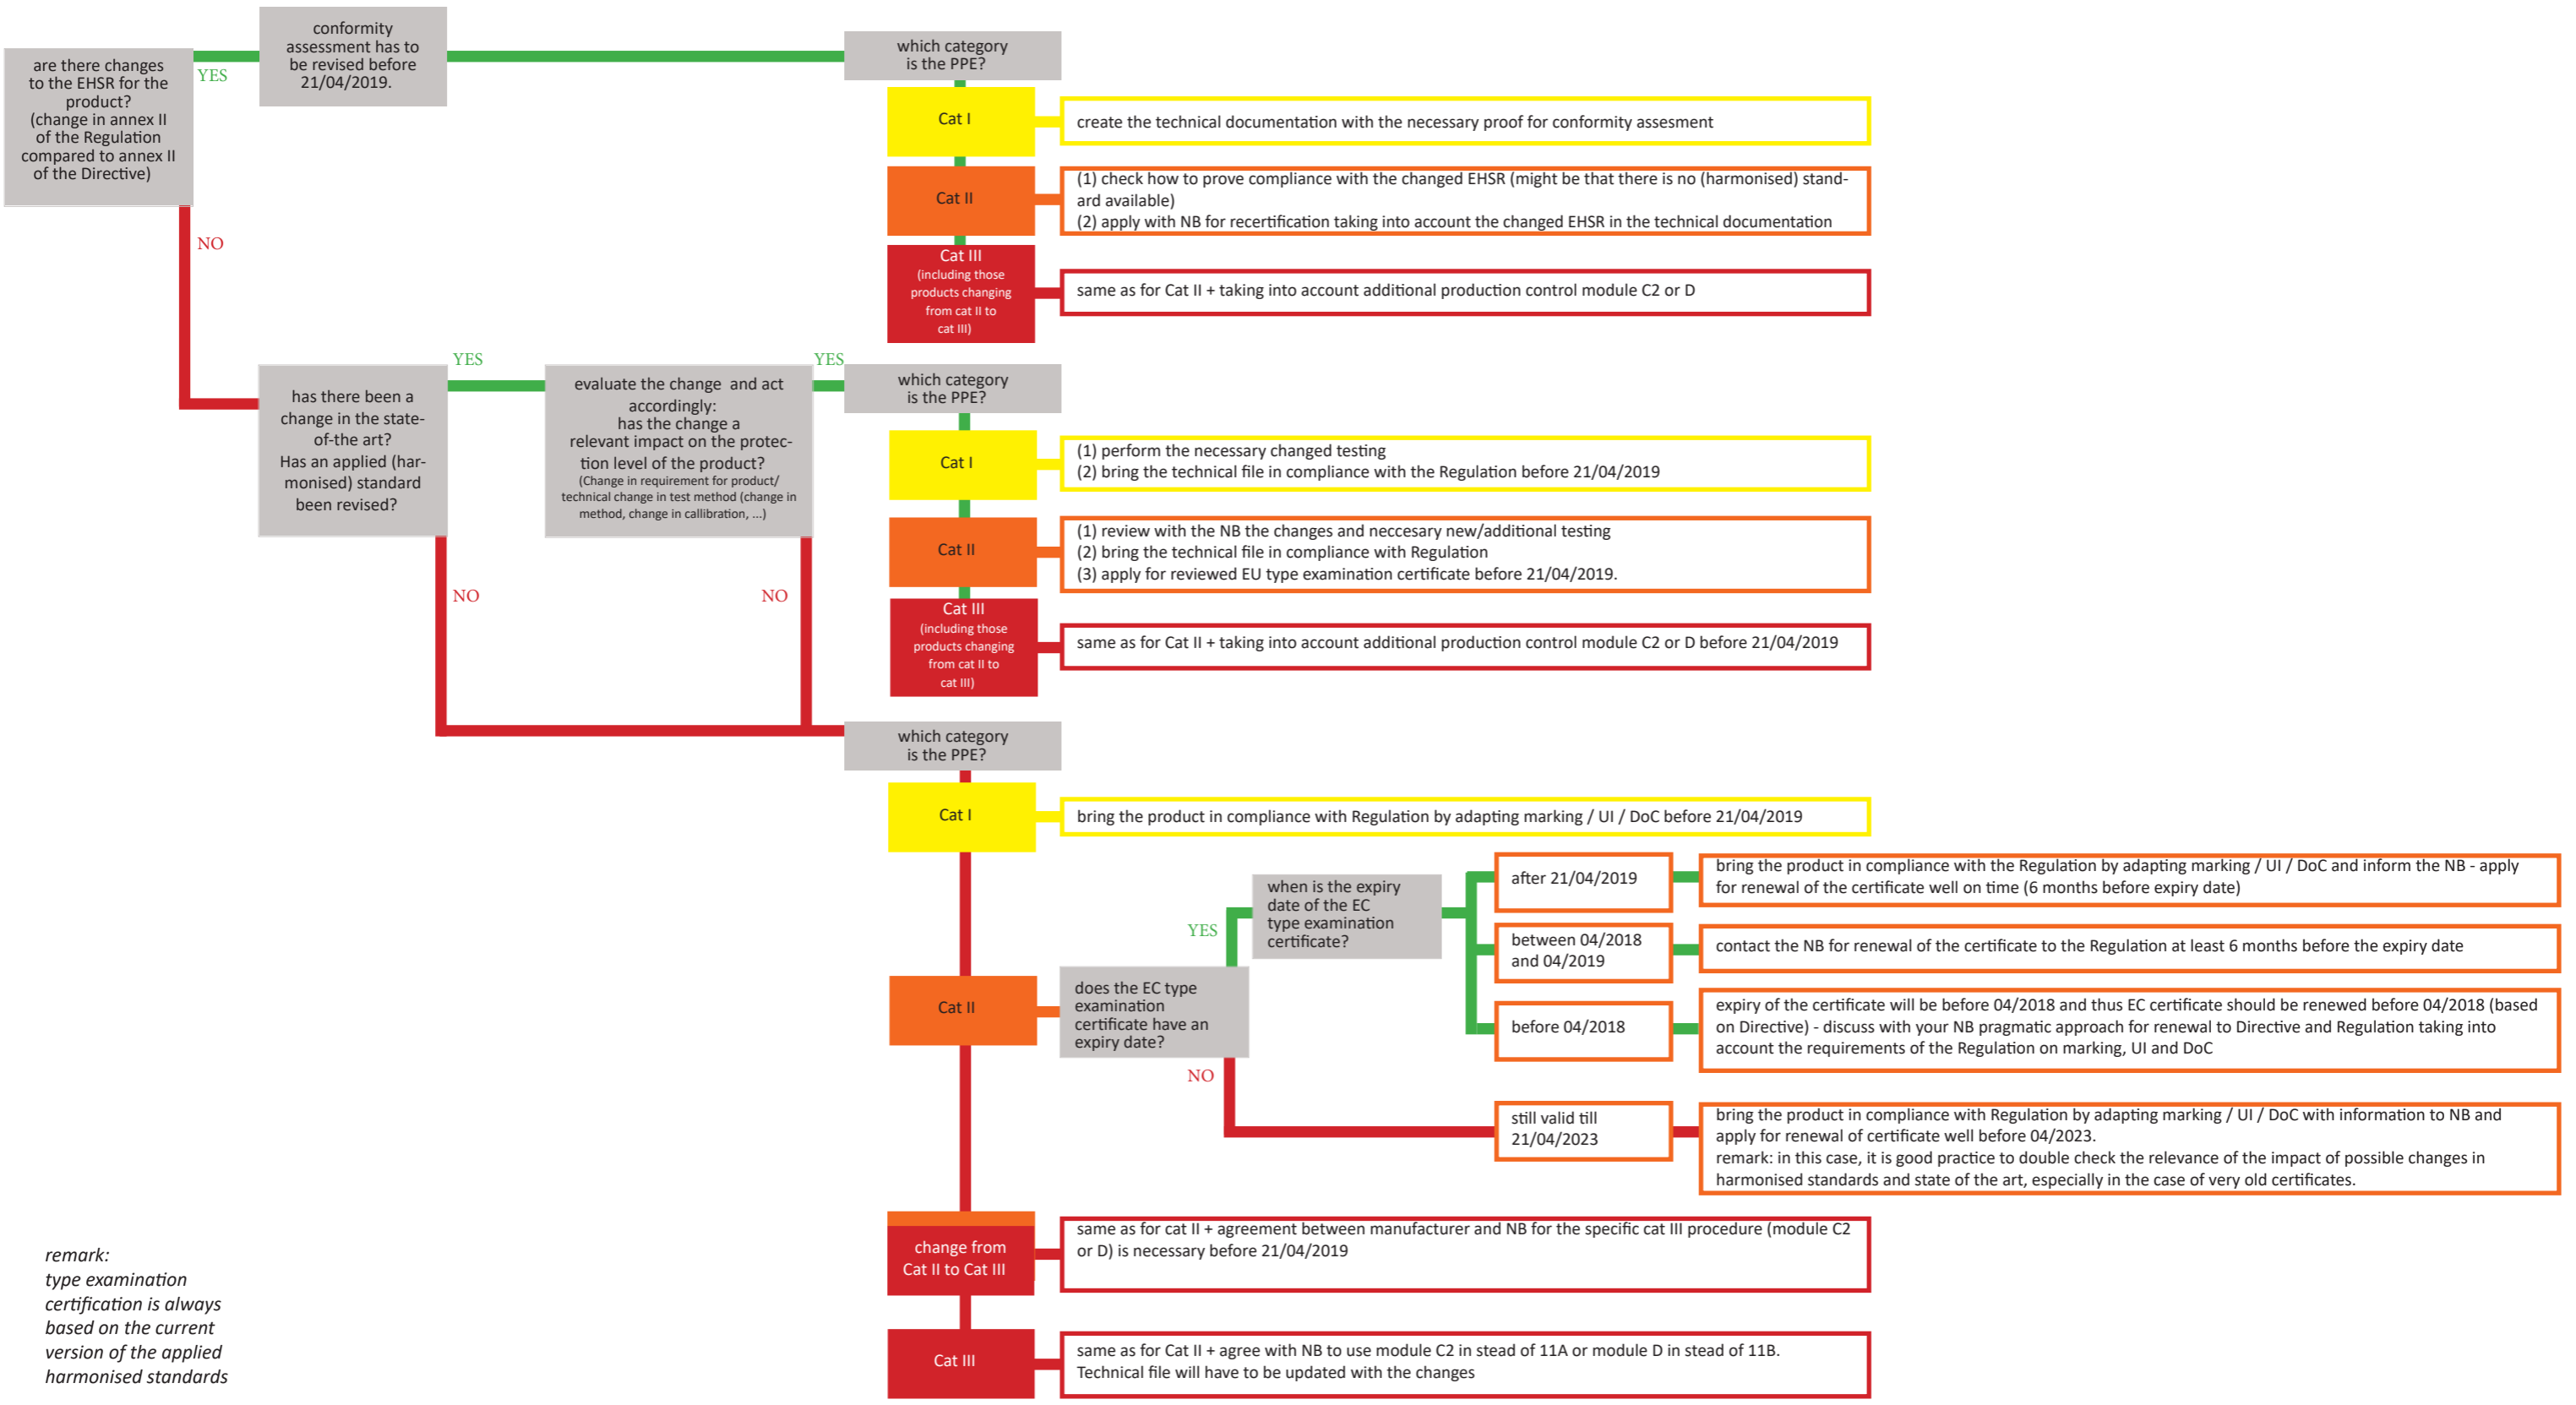 are there changes
to the EHSR for the
product?
(change in annex II
of the Regulation
compared to annex II
of the Directive)
YES
NO
conformity
assessment has to
be revised before
21/04/2019.
which category
is the PPE?
Cat I
create the technical documentation with the necessary proof for conformity assesment
Cat II
(1) check how to prove compliance with the changed EHSR (might be that there is no (harmonised) stand-
ard available)
(2) apply with NB for recertification taking into account the changed EHSR in the technical documentation
Cat III
(including those
products changing
from cat II to
cat III)
same as for Cat II + taking into account additional production control module C2 or D
has there been a
change in the state-
of-the art?
Has an applied (har-
monised) standard
been revised?
YES
NO
evaluate the change and act
accordingly:
has the change a
relevant impact on the protec-
tion level of the product?
(Change in requirement for product/
technical change in test method (change in
method, change in callibration, ...)
YES
NO
which category
is the PPE?
Cat I
(1) perform the necessary changed testing
(2) bring the technical file in compliance with the Regulation before 21/04/2019
Cat II
(1) review with the NB the changes and neccesary new/additional testing
(2) bring the technical file in compliance with Regulation
(3) apply for reviewed EU type examination certificate before 21/04/2019.
Cat III
(including those
products changing
from cat II to
cat III)
same as for Cat II + taking into account additional production control module C2 or D before 21/04/2019
which category
is the PPE?
Cat I
bring the product in compliance with Regulation by adapting marking / UI / DoC before 21/04/2019
Cat II
does the EC type
examination
certificate have an
expiry date?
YES
NO
when is the expiry
date of the EC
type examination
certificate?
after 21/04/2019
bring the product in compliance with the Regulation by adapting marking / UI / DoC and inform the NB - apply
for renewal of the certificate well on time (6 months before expiry date)
between 04/2018
and 04/2019
contact the NB for renewal of the certificate to the Regulation at least 6 months before the expiry date
before 04/2018
expiry of the certificate will be before 04/2018 and thus EC certificate should be renewed before 04/2018 (based
on Directive) - discuss with your NB pragmatic approach for renewal to Directive and Regulation taking into
account the requirements of the Regulation on marking, UI and DoC
still valid till
21/04/2023
bring the product in compliance with Regulation by adapting marking / UI / DoC with information to NB and
apply for renewal of certificate well before 04/2023.
remark: in this case, it is good practice to double check the relevance of the impact of possible changes in
harmonised standards and state of the art, especially in the case of very old certificates.
change from
Cat II to Cat III
same as for cat II + agreement between manufacturer and NB for the specific cat III procedure (module C2
or D) is necessary before 21/04/2019
Cat III
same as for Cat II + agree with NB to use module C2 in stead of 11A or module D in stead of 11B.
Technical file will have to be updated with the changes
remark:
type examination
certification is always
based on the current
version of the applied
harmonised standards